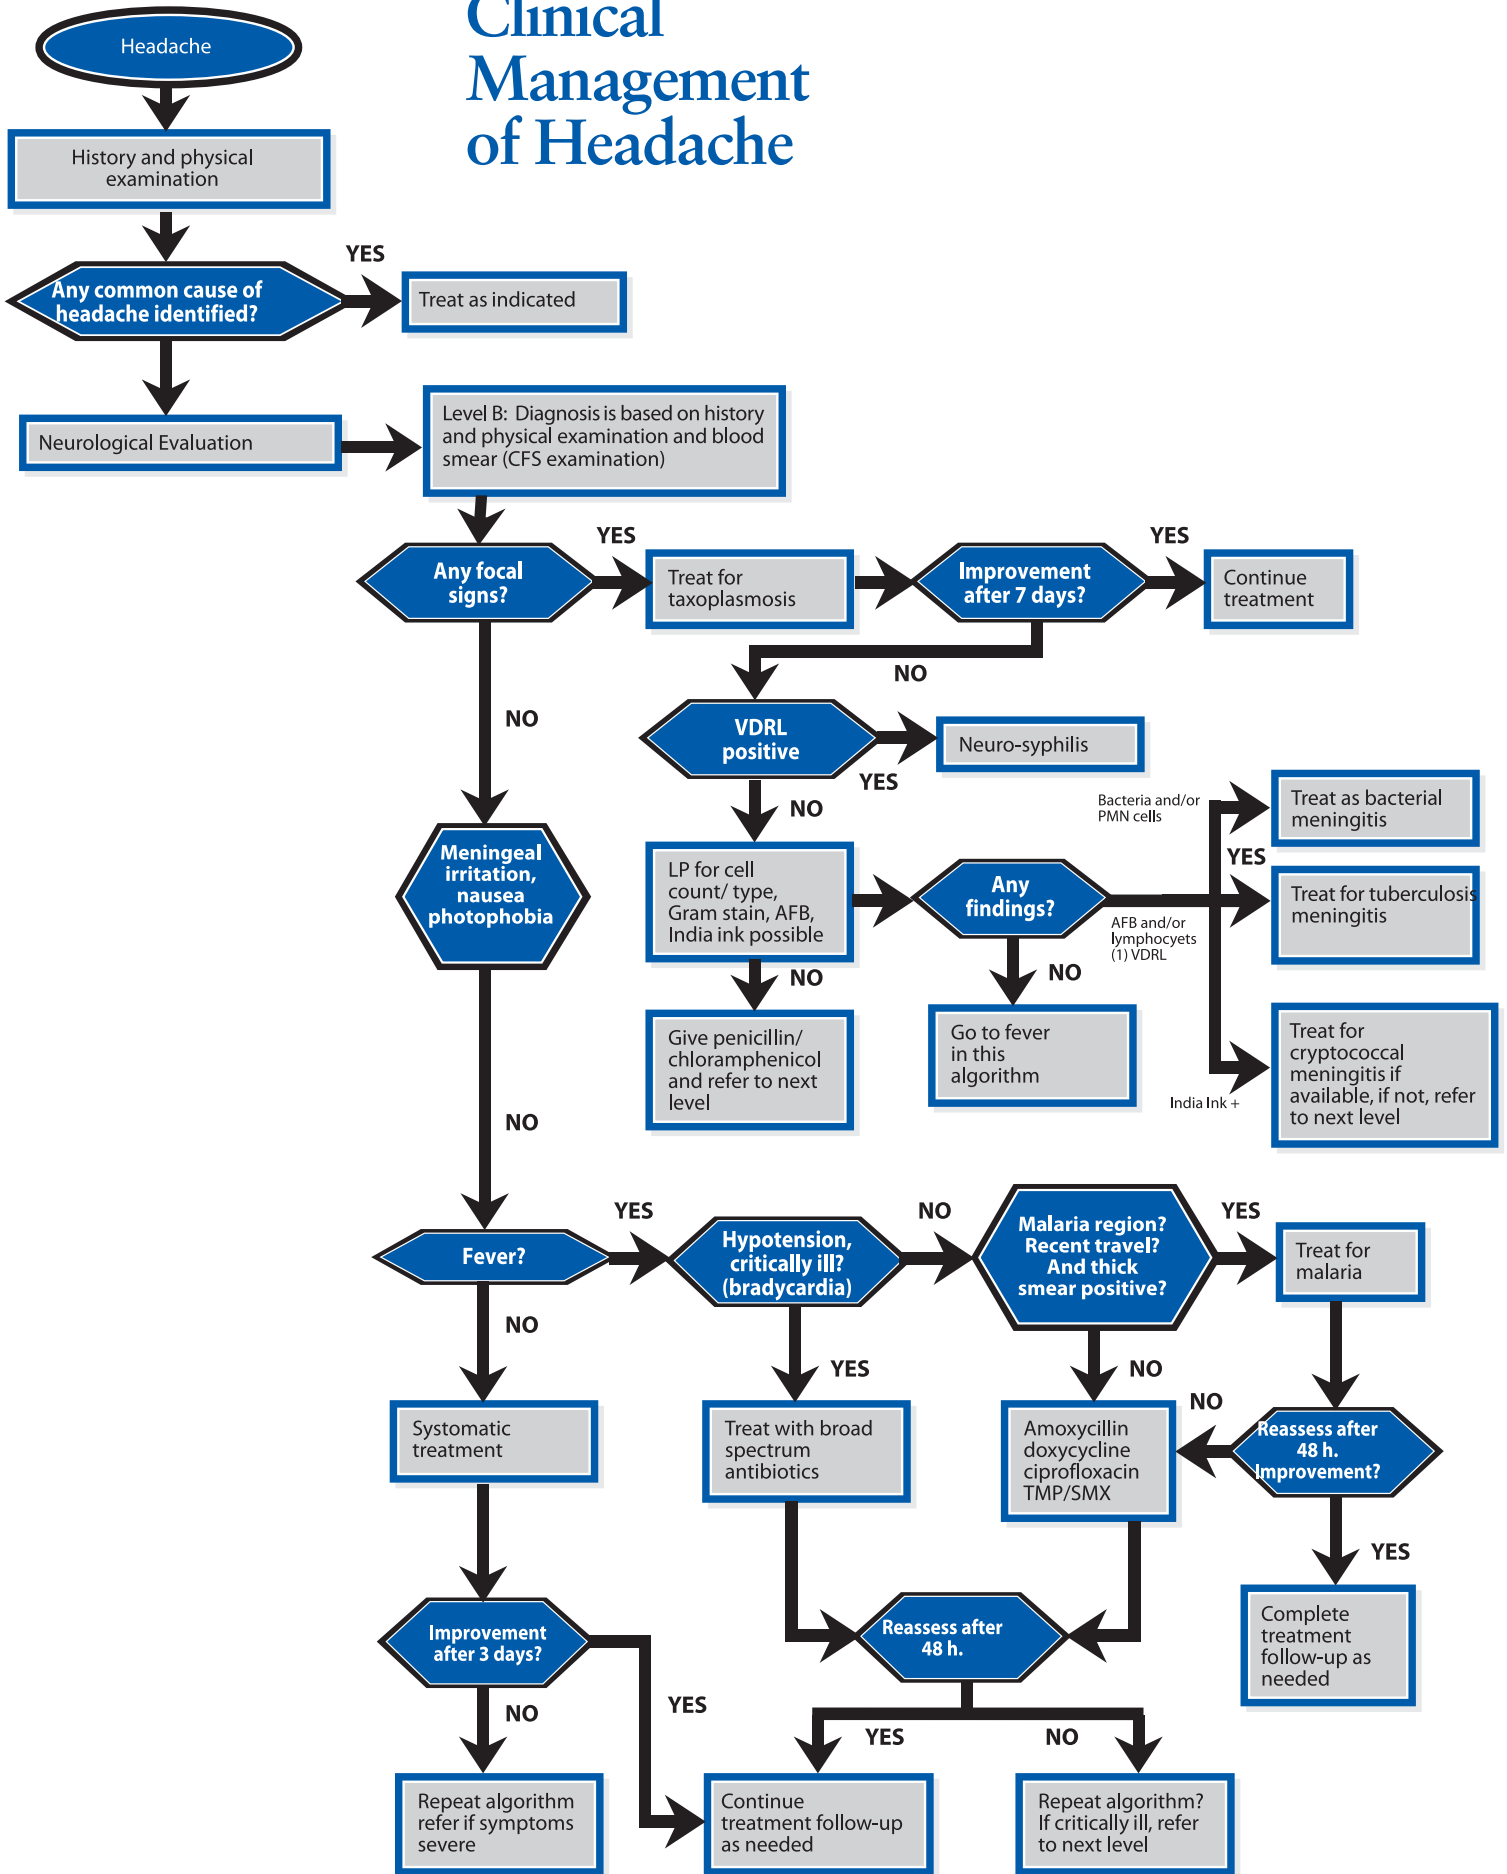 Clinical
Management
of Headache
Headache
History and physical
examination
YES
Any common cause of
headache identified?
Treat as indicated
Neurological Evaluation
Level B: Diagnosis is based on history
and physical examination and blood
smear (CFS examination)
Any focal
signs?
YES
Treat for
taxoplasmosis
Improvement
after 7 days?
YES
Continue
treatment
NO
NO
VDRL
positive
YES
Neuro-syphilis
NO
Meningeal
irritation,
nausea
photophobia
LP for cell
count/ type,
Gram stain, AFB,
India ink possible
Any
findings?
Bacteria and/or
PMN cells
YES
AFB and/or
lymphocyets
(1) VDRL
India Ink +
Treat as bacterial
meningitis
Treat for tuberculosis
meningitis
Treat for
cryptococcal
meningitis if
available, if not, refer
to next level
NO
NO
Give penicillin/
chloramphenicol
and refer to next
level
Go to fever
in this
algorithm
NO
Fever?
YES
Hypotension,
critically ill?
(bradycardia)
NO
Malaria region?
Recent travel?
And thick
smear positive?
YES
Treat for
malaria
NO
YES
NO
NO
Systematic
treatment
Treat with broad
spectrum
antibiotics
Amoxycillin
doxycycline
ciprofloxacin
TMP/SMX
Reassess after
48 h.
Improvement?
YES
Complete
treatment
follow-up as
needed
Improvement
after 3 days?
Reassess after
48 h.
NO
YES
YES
NO
Repeat algorithm
refer if symptoms
severe
Continue
treatment follow-up
as needed
Repeat algorithm?
If critically ill, refer
to next level